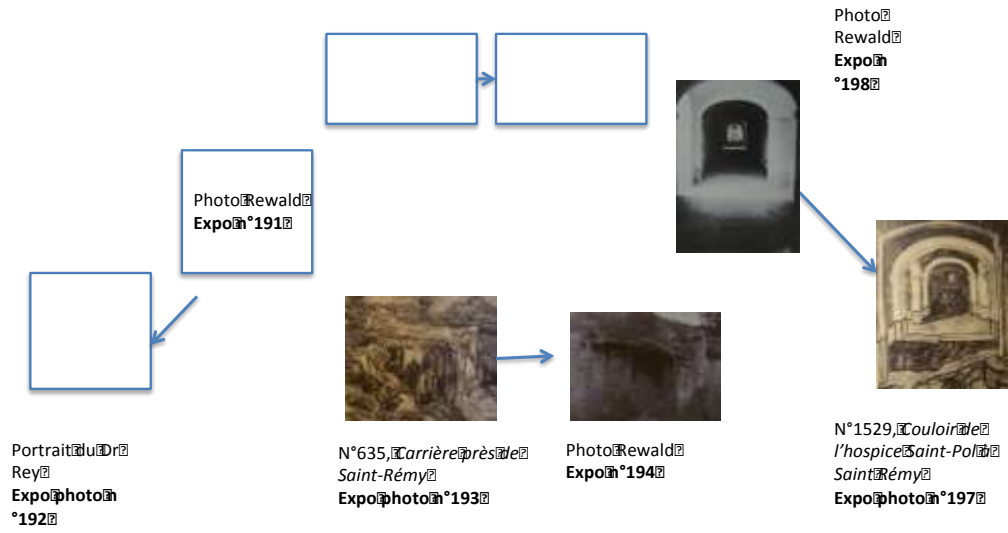 Photo
Rewald
Expo n
°198
Photo Rewald
Expo n°191
Portrait du Dr
Rey
Expo photo n
°192
N°635, Carrière près de
Saint-Rémy
Expo photo n°193
Photo Rewald
Expo n°194
N°1529, Couloir de
l'hospice Saint-Pol à
Saint Rémy
Expo photo n°197